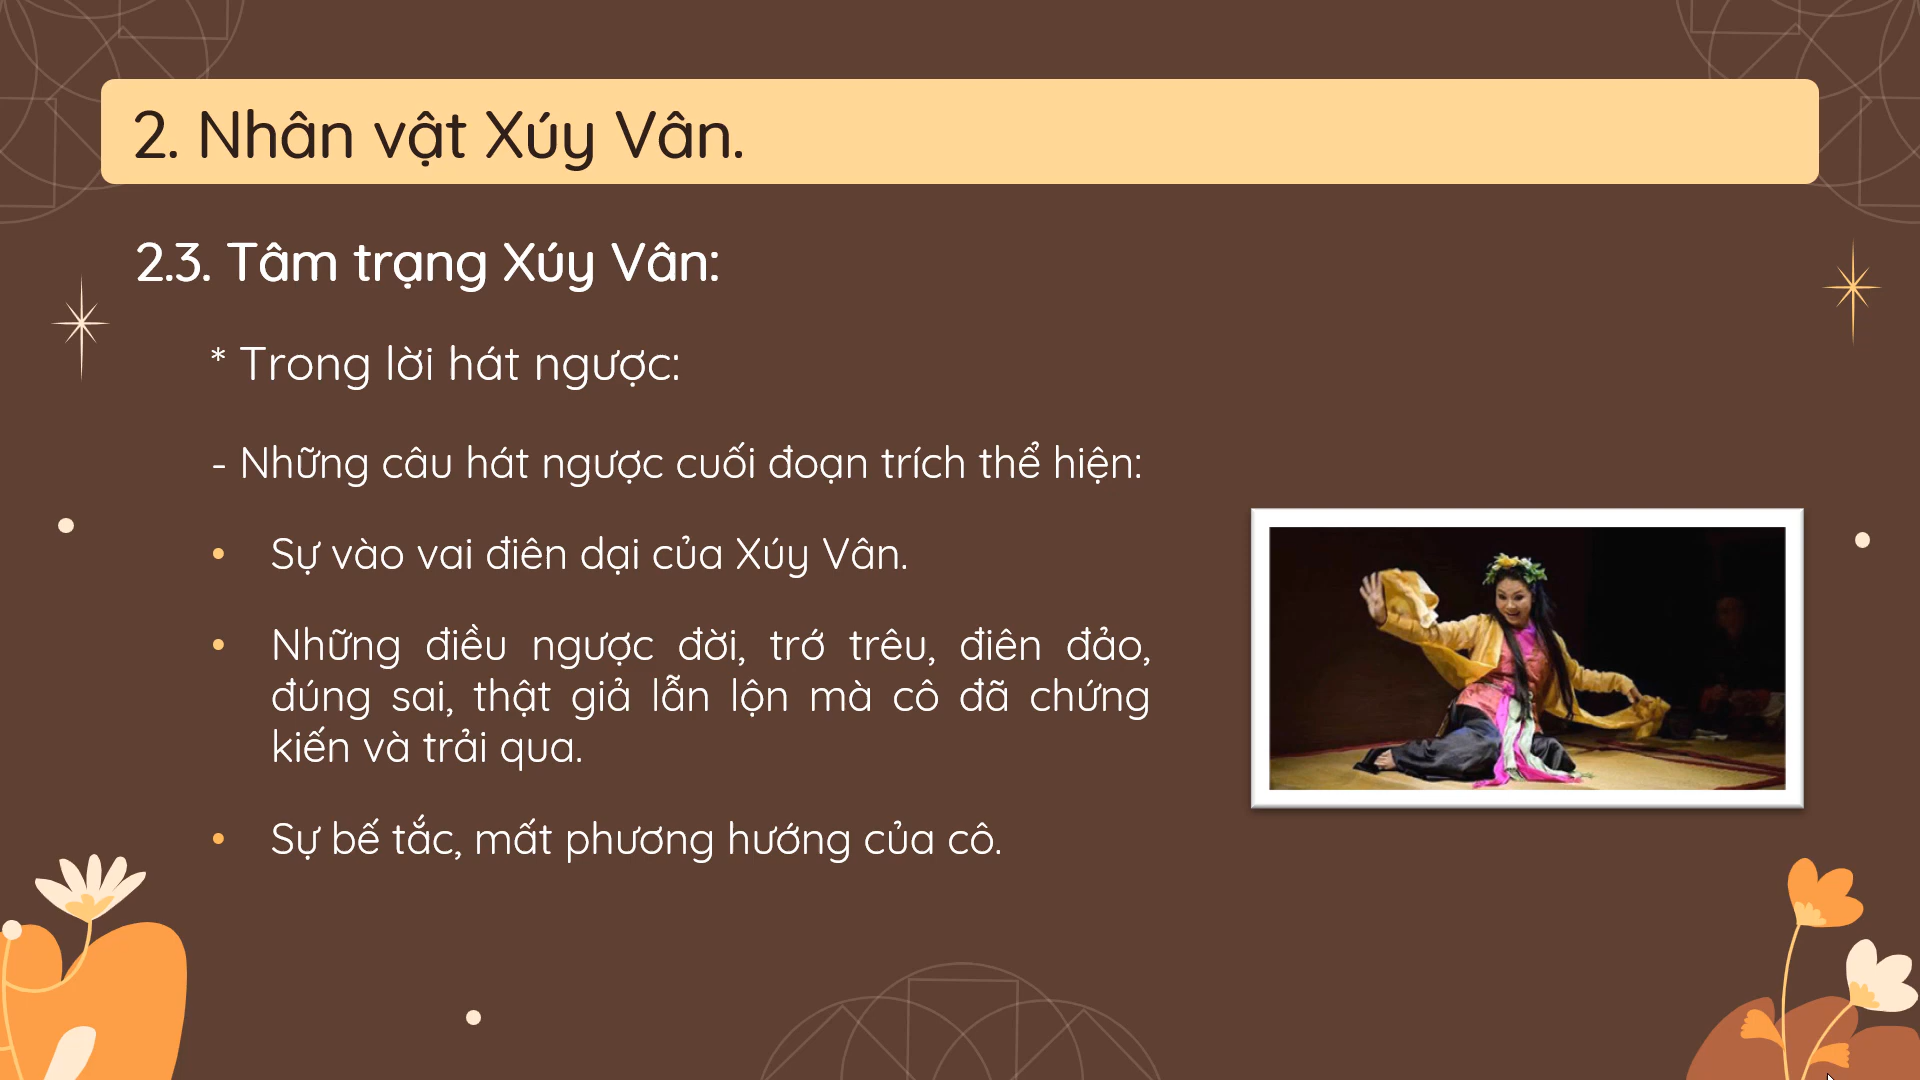 2. Nhân vật Xúy Vân.
2.3. Tâm trạng Xúy Vân:
* Trong lời hát ngược:
- Những câu hát ngược cuối đoạn trích thể hiện:
• Sự vào vai điên dại của Xúy Vân.
• Những điều ngược đời, trớ trêu, điên đảo,
đúng sai, thật giả lẫn lộn mà cô đã chứng
kiến và trải qua.
• Sự bế tắc, mất phương hướng của cô.